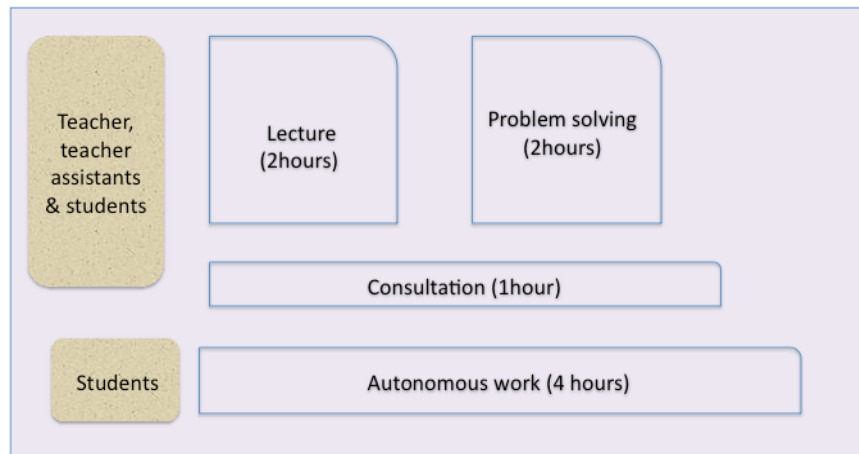 Teacher,
teacher
assistants
& students
Lecture
(2hours)
Problem solving
(2hours)
Consultation (1hour)
Students
Autonomous work (4 hours)